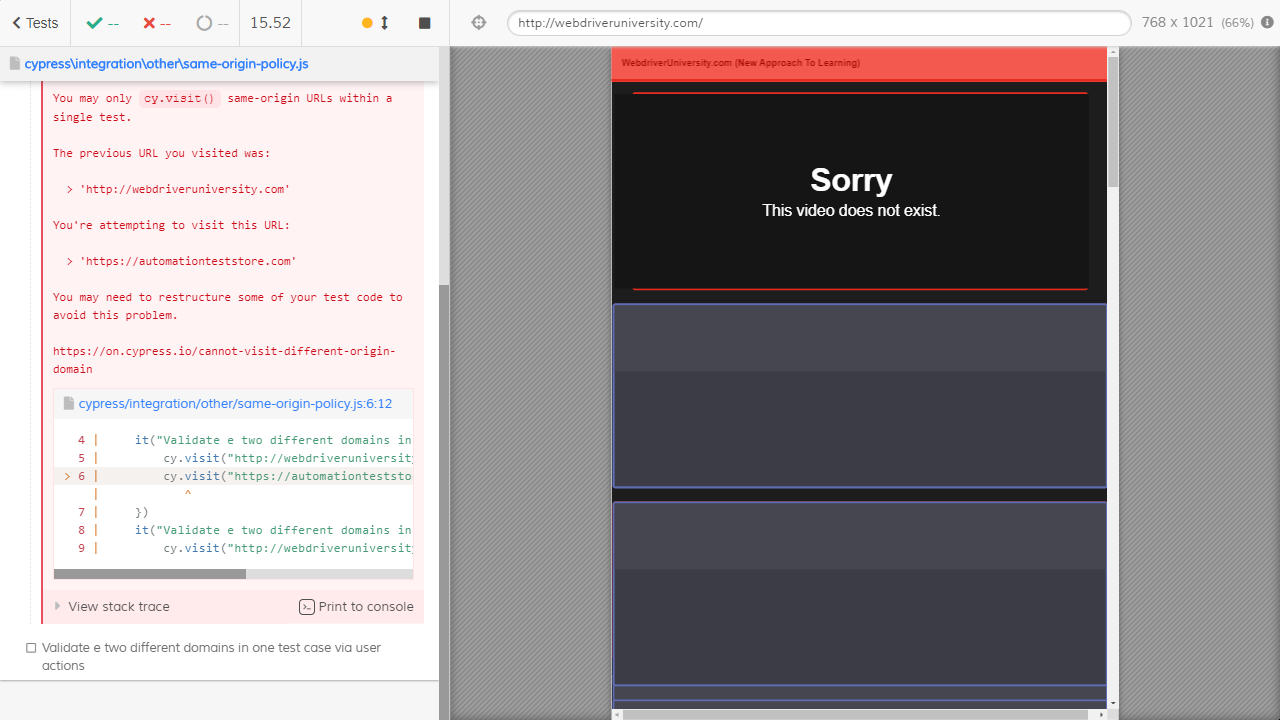 Tests
--
--
--
15.52
http://webdriveruniversity.com/
768 x 1021 (66%)
cypress\integration\other\same-origin-policy.js
You may only cy.visit() same-origin URLs within a
single test.
The previous URL you visited was:
> 'http://webdriveruniversity.com'
You're attempting to visit this URL:
> 'https://automationteststore.com'
You may need to restructure some of your test code to
avoid this problem.
https://on.cypress.io/cannot-visit-different-origin-
domain
cypress/integration/other/same-origin-policy.js:6:12
4 | it("Validate e two different domains in
5 | cy.visit("http://webdriveruniversity
> 6 | cy.visit("https://automationteststo
| ^
7 | })
8 | it("Validate e two different domains in
9 | cy.visit("http://webdriveruniversity
View stack trace
Print to console
Validate e two different domains in one test case via user
actions
WebdriverUniversity.com (New Approach To Learning)
Sorry
This video does not exist.